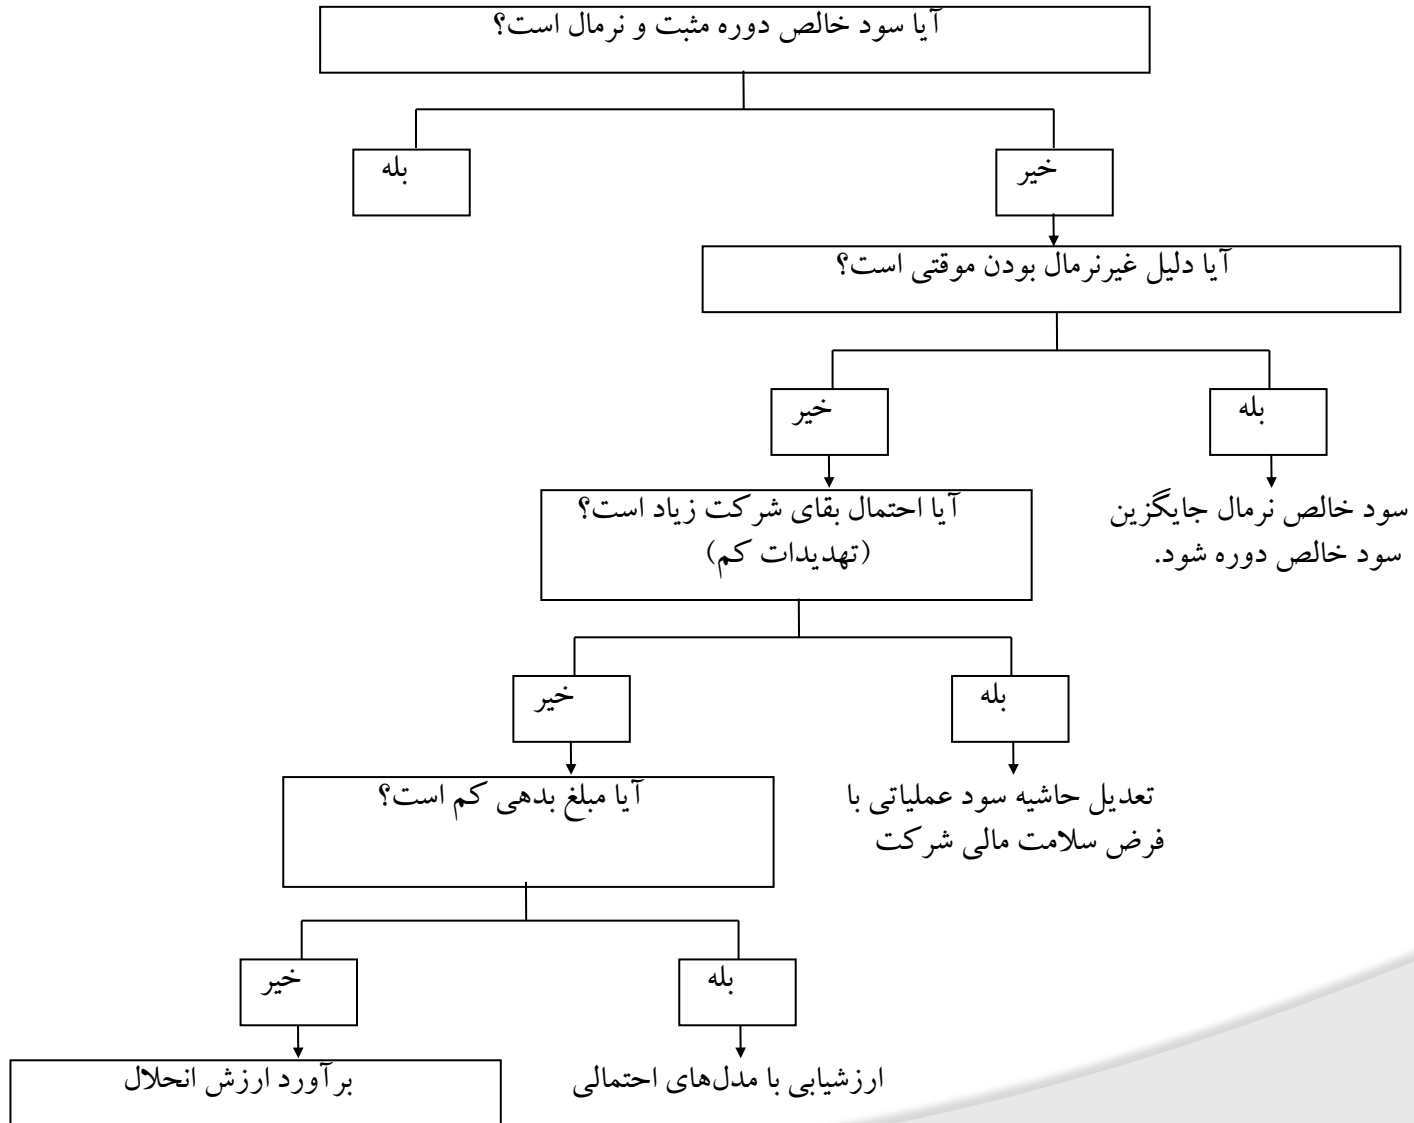 آیا سود خالص دوره مثبت و نرمال است؟
خیر
بله
آیا دلیل غیرنرمال بودن موقتی است؟
بله
خیر
سود خالص نرمال جایگزین
سود خالص دوره شود.
آیا احتمال بقای شرکت زیاد است؟
(تهدیدات کم)
بله
خیر
تعدیل حاشیه سود عملیاتی با
فرض سلامت مالی شرکت
آیا مبلغ بدهی کم است؟
بله
خیر
ارزشیابی با مدل‌های احتمالی
برآورد ارزش انحلال